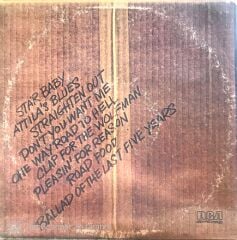 STAR BABY
ATTILA'S BLUES
STRAIGHTEN OUT
DON'T YOU WANT ME
ONE WAY ROAD TO HELL
CLAP FOR THE WOLFMAN
PLEASIN' FOR REASON
ROAD FOOD
BALLAD OF THE LAST FIVE YEARS
RCA